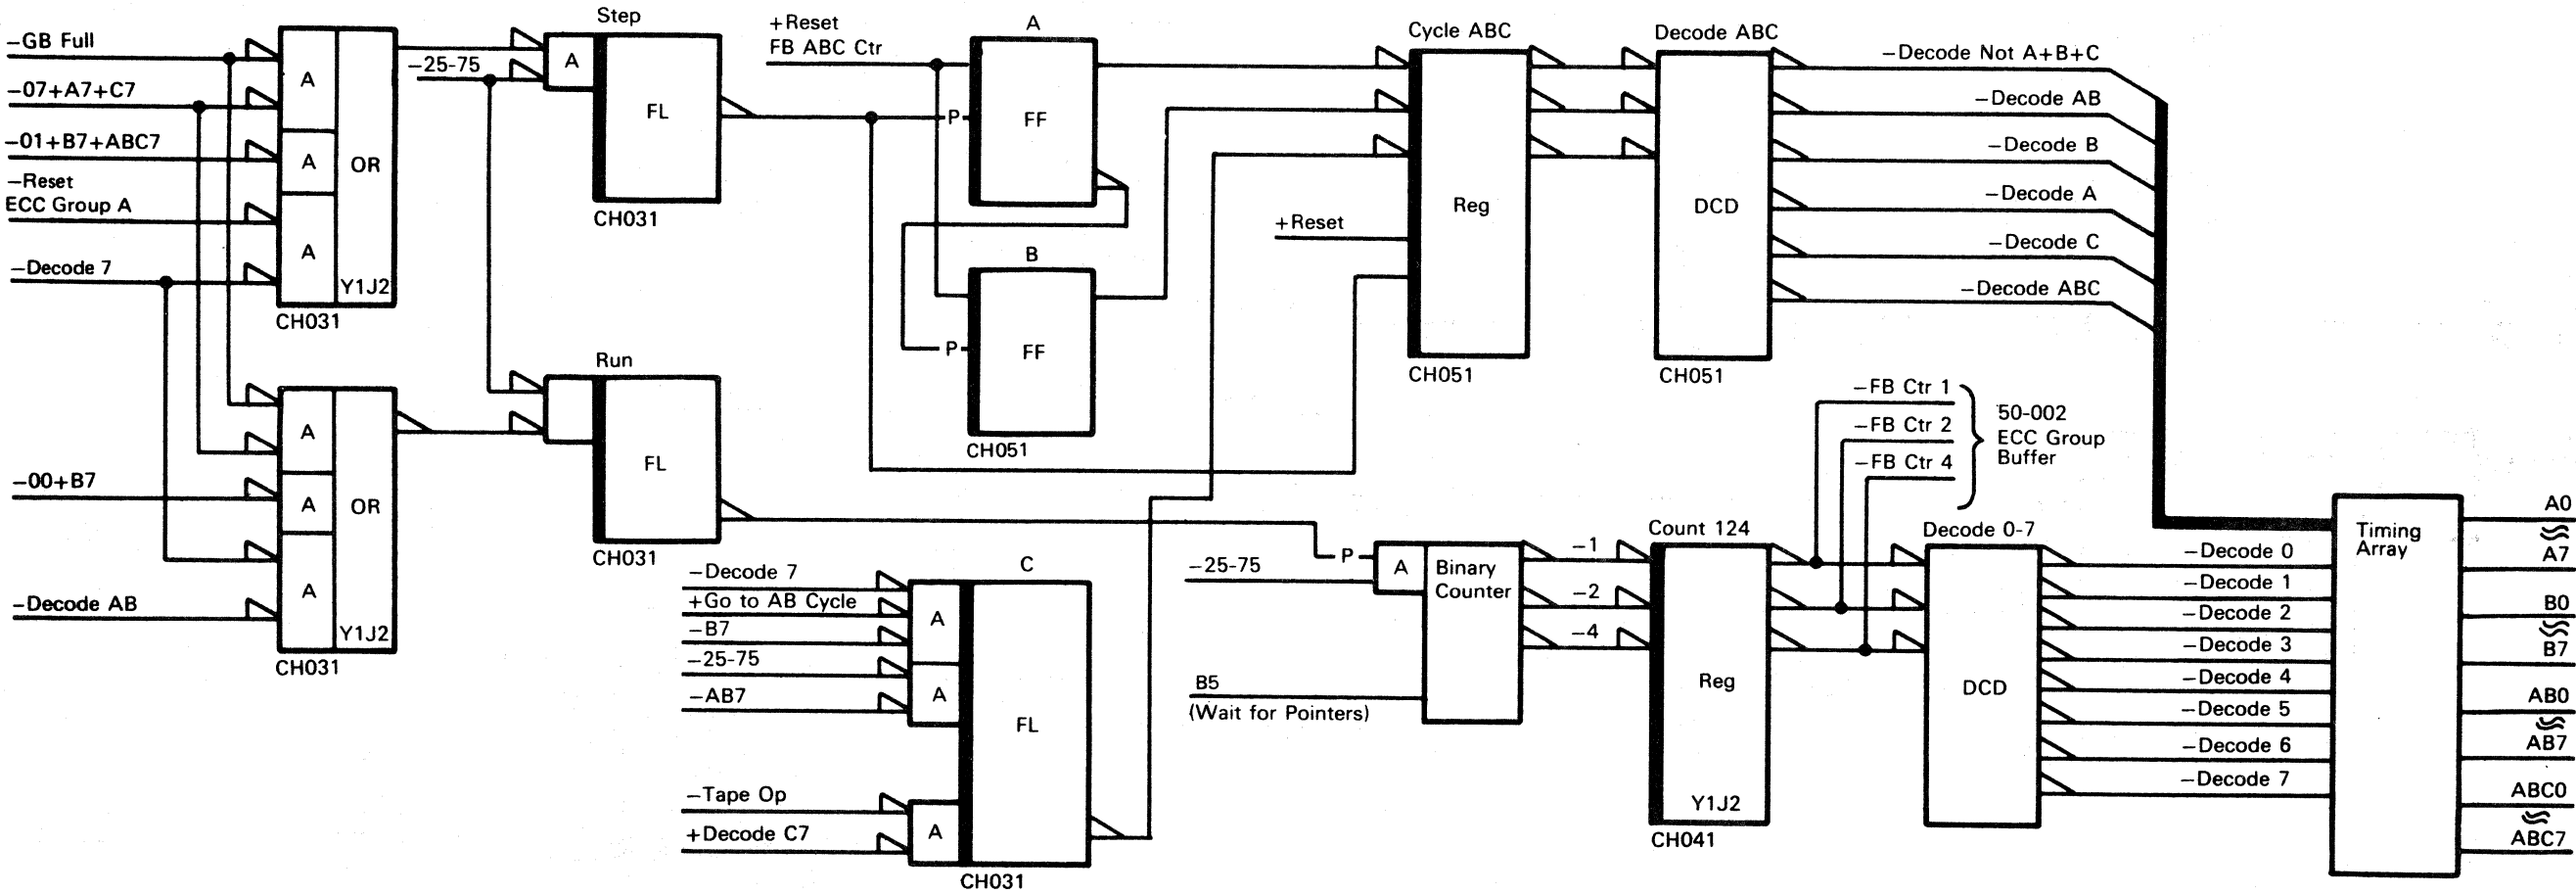 −GB Full
−07+A7+C7
−01+B7+ABC7
−Reset
ECC Group A
−Decode 7
A
A
A
OR
Y1J2
CH031
−00+B7
−Decode AB
A
A
A
OR
Y1J2
CH031
Step
−25-75
A
FL
CH031
Run
FL
CH031
+Reset
FB ABC Ctr
A
P
FF
B
P
FF
CH051
−Decode 7
+Go to AB Cycle
−B7
−25-75
−AB7
−Tape Op
+Decode C7
A
A
A
C
FL
CH031
Cycle ABC
+Reset
Reg
CH051
Decode ABC
DCD
CH051
−Decode Not A+B+C
−Decode AB
−Decode B
−Decode A
−Decode C
−Decode ABC
−FB Ctr 1
−FB Ctr 2
−FB Ctr 4
50-002
ECC Group
Buffer
P
−25-75
A
Binary
Counter
B5
(Wait for Pointers)
−1
−2
−4
Count 124
Reg
Y1J2
CH041
Decode 0-7
DCD
−Decode 0
−Decode 1
−Decode 2
−Decode 3
−Decode 4
−Decode 5
−Decode 6
−Decode 7
Timing
Array
A0
A7
B0
B7
AB0
AB7
ABC0
ABC7